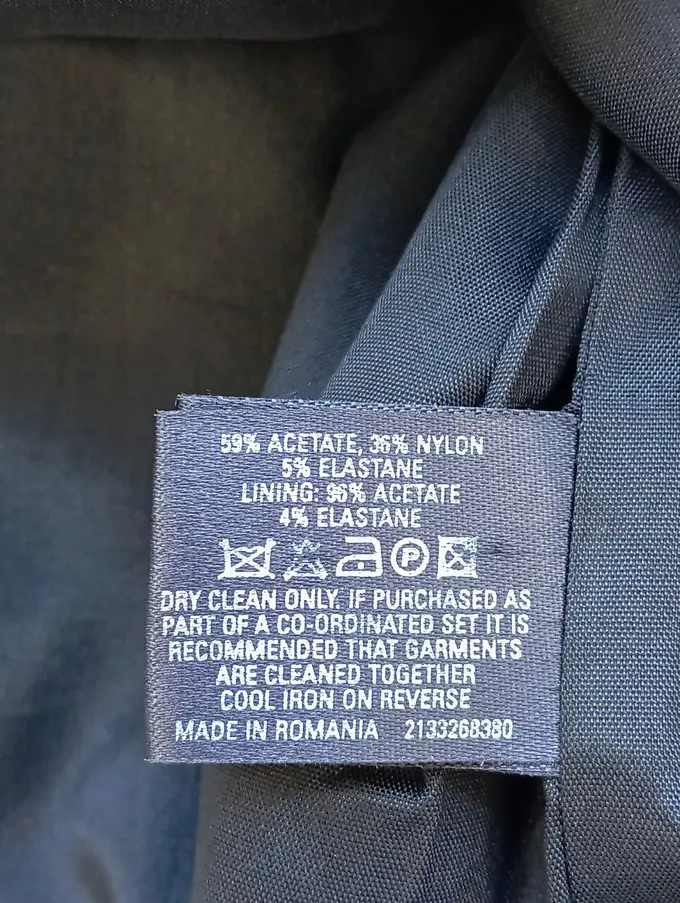 59% ACETATE, 36% NYLON
5% ELASTANE
LINING: 96% ACETATE
4% ELASTANE
P
DRY CLEAN ONLY. IF PURCHASED AS
PART OF A CO-ORDINATED SET IT IS
RECOMMENDED THAT GARMENTS
ARE CLEANED TOGETHER
COOL IRON ON REVERSE
MADE IN ROMANIA 2133268380